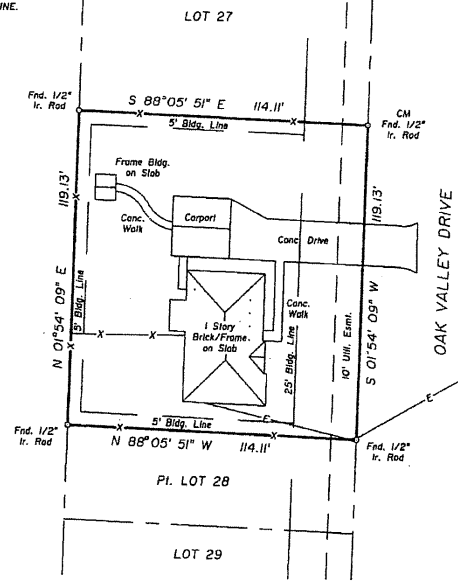 INE.
LOT 27
Fnd. 1/2"
Ir. Rod
S 88° 05' 51" E 114.11'
5' Bldg. Line
CM
Fnd. 1/2"
Ir. Rod
Frame Bldg.
on Slab
Conc.
Walk
Carport
Conc. Drive
119.13'
N 01° 54' 09" E
5' Bldg. Line
1 Story
Brick/Frame
on Slab
Conc.
Walk
25' Bldg. Line
10' Util. Esmt.
119.13'
S 01° 54' 09" W
OAK VALLEY DRIVE
E
E
Fnd. 1/2"
Ir. Rod
5' Bldg. Line
N 88° 05' 51" W 114.11'
Fnd. 1/2"
Ir. Rod
Pt. LOT 28
LOT 29